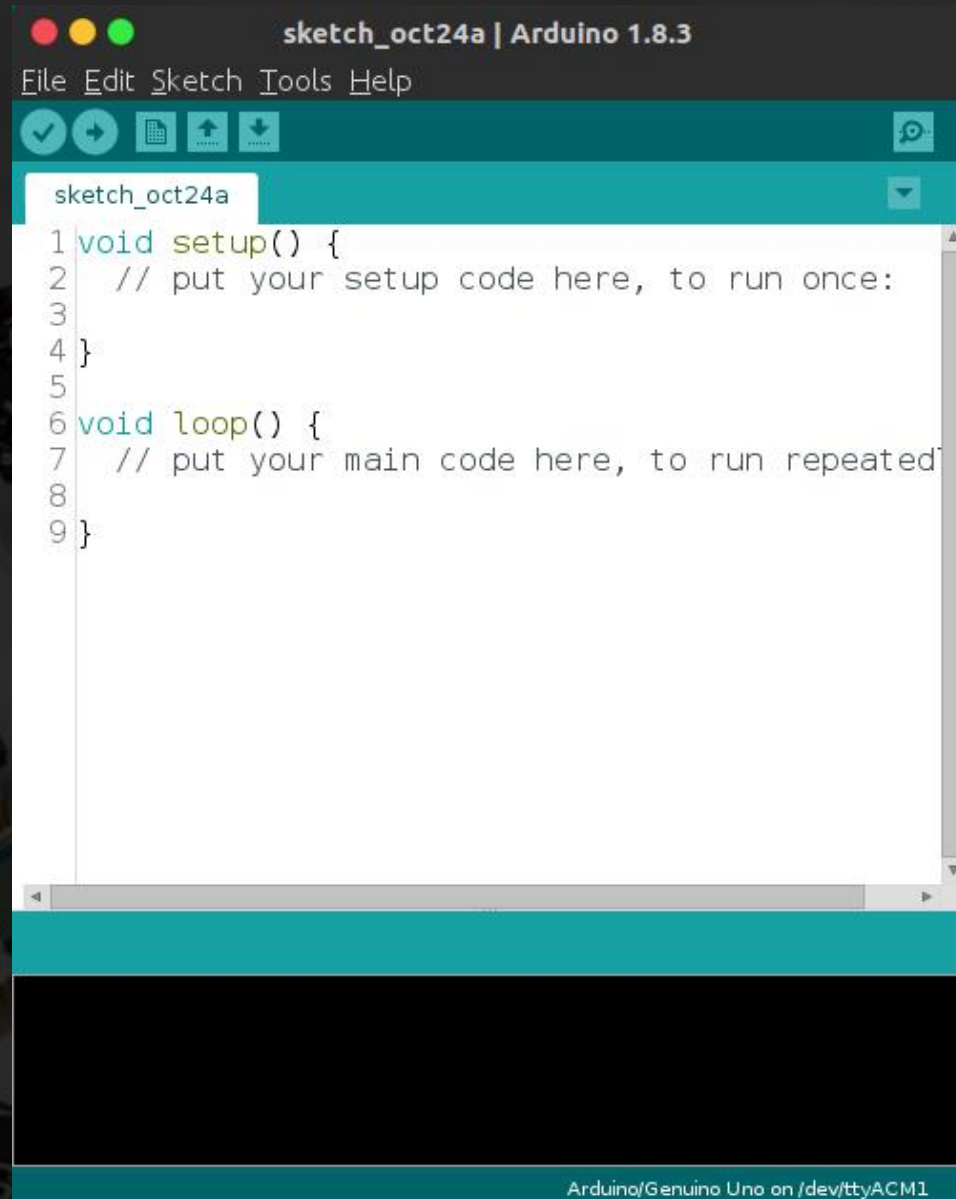 sketch_oct24a | Arduino 1.8.3
File Edit Sketch Tools Help
sketch_oct24a
1 void setup() {
2   // put your setup code here, to run once:
3
4 }
5
6 void loop() {
7   // put your main code here, to run repeated
8
9 }
Arduino/Genuino Uno on /dev/ttyACM1